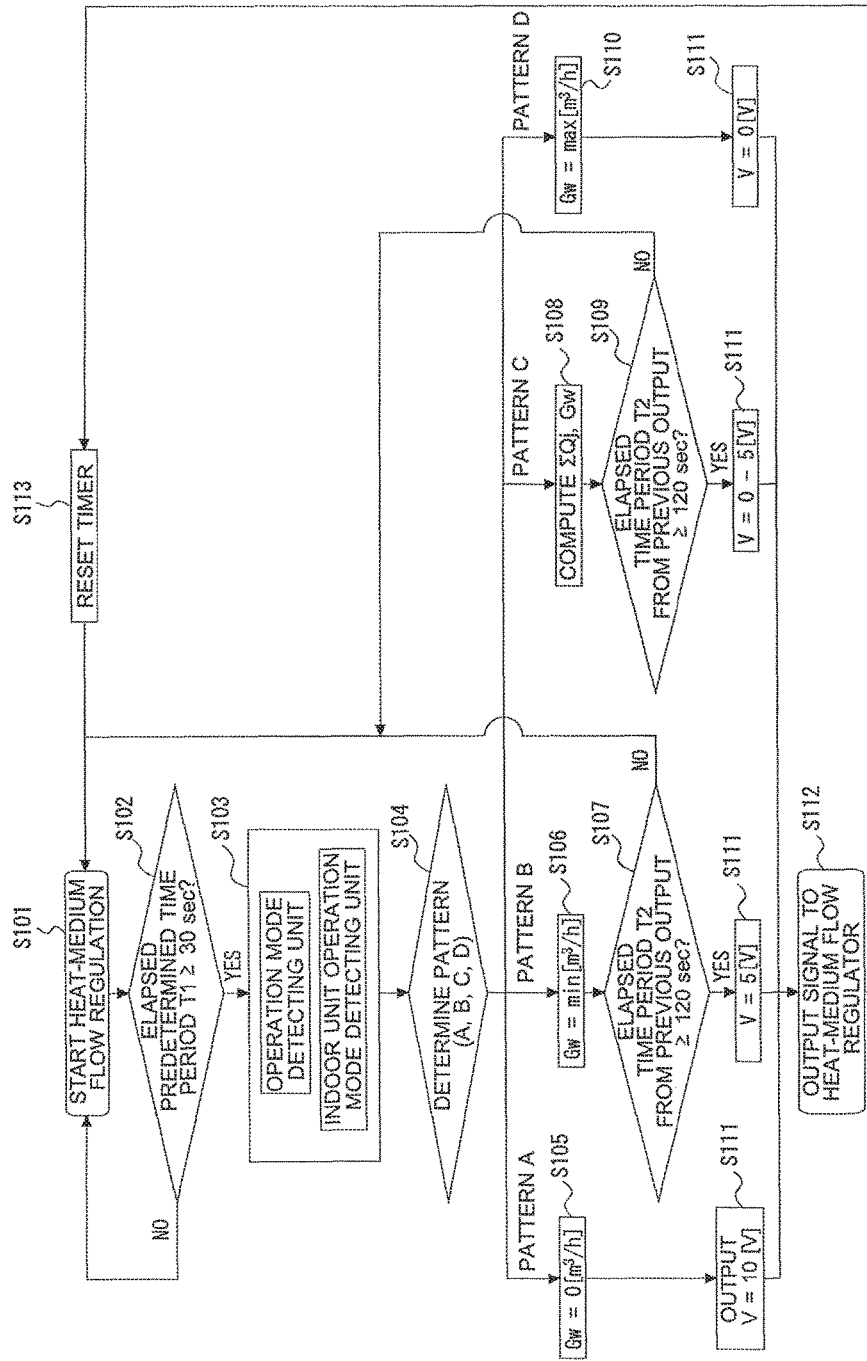 S101
START HEAT-MEDIUM
FLOW REGULATION
S113
RESET TIMER
S102
ELAPSED
PREDETERMINED TIME
PERIOD T1 ≥ 30 sec?
NO
YES
S103
OPERATION MODE
DETECTING UNIT
INDOOR UNIT OPERATION
MODE DETECTING UNIT
S104
DETERMINE PATTERN
(A, B, C, D)
PATTERN A
S105
Gw = 0[m³/h]
OUTPUT
V = 10 [V]
S111
PATTERN B
S106
Gw = min[m³/h]
S107
ELAPSED
TIME PERIOD T2
FROM PREVIOUS OUTPUT
≥ 120 sec?
NO
YES
V = 5[V]
S111
PATTERN C
S108
COMPUTE ΣQj, Gw
S109
ELAPSED
TIME PERIOD T2
FROM PREVIOUS OUTPUT
≥ 120 sec?
NO
YES
V = 0 - 5[V]
S111
PATTERN D
S110
Gw = max[m³/h]
S111
V = 0[V]
S112
OUTPUT SIGNAL TO
HEAT-MEDIUM FLOW
REGULATOR